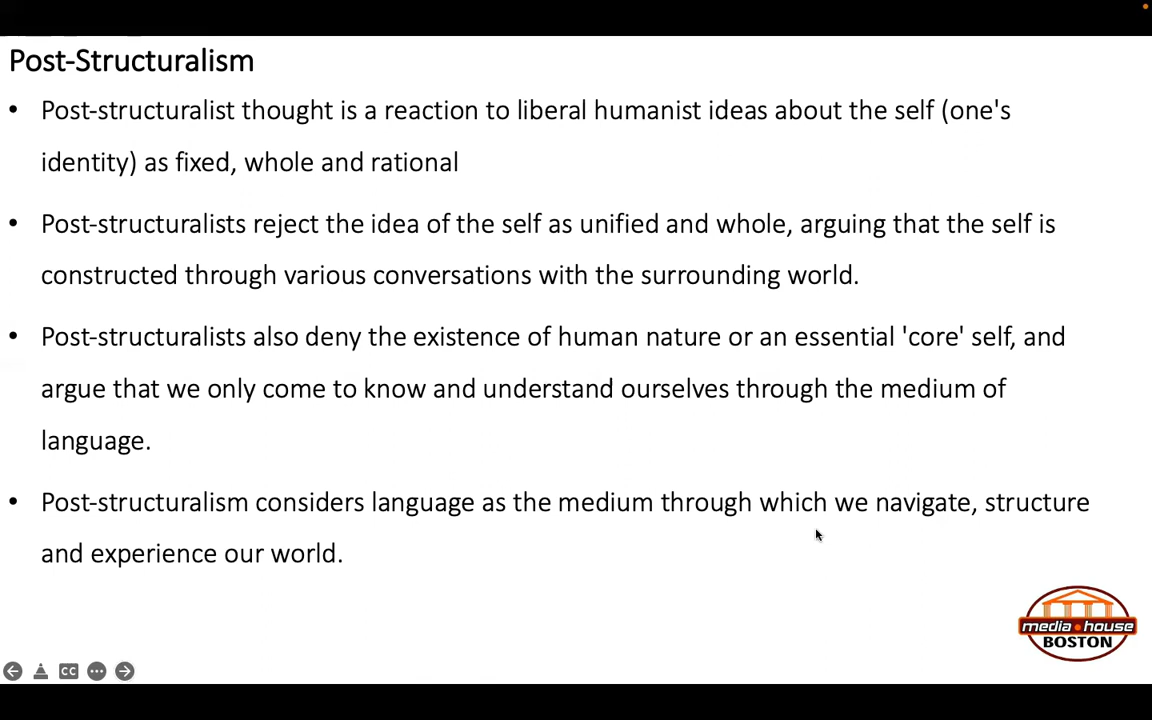 Post-Structuralism
• Post-structuralist thought is a reaction to liberal humanist ideas about the self (one's
identity) as fixed, whole and rational
• Post-structuralists reject the idea of the self as unified and whole, arguing that the self is
constructed through various conversations with the surrounding world.
• Post-structuralists also deny the existence of human nature or an essential 'core' self, and
argue that we only come to know and understand ourselves through the medium of
language.
• Post-structuralism considers language as the medium through which we navigate, structure
and experience our world.
media•house
BOSTON
CC